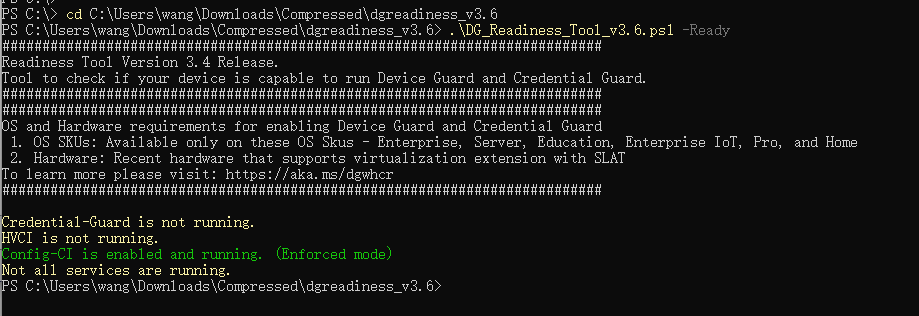 PS C:\> cd C:\Users\wang\Downloads\Compressed\dgreadiness_v3.6
PS C:\Users\wang\Downloads\Compressed\dgreadiness_v3.6> .\DG_Readiness_Tool_v3.6.ps1 -Ready
###########################################################################
Readiness Tool Version 3.4 Release.
Tool to check if your device is capable to run Device Guard and Credential Guard.
###########################################################################
###########################################################################
OS and Hardware requirements for enabling Device Guard and Credential Guard
1. OS SKUs: Available only on these OS Skus - Enterprise, Server, Education, Enterprise IoT, Pro, and Home
2. Hardware: Recent hardware that supports virtualization extension with SLAT
To learn more please visit: https://aka.ms/dgwhcr
###########################################################################
Credential-Guard is not running.
HVCI is not running.
Config-CI is enabled and running. (Enforced mode)
Not all services are running.
PS C:\Users\wang\Downloads\Compressed\dgreadiness_v3.6>